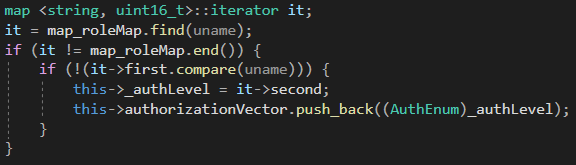 map <string, uint16_t>::iterator it;
it = map_roleMap.find(uname);
if (it != map_roleMap.end()) {
    if (!(it->first.compare(uname))) {
        this->_authLevel = it->second;
        this->authorizationVector.push_back((AuthEnum)_authLevel);
    }
}